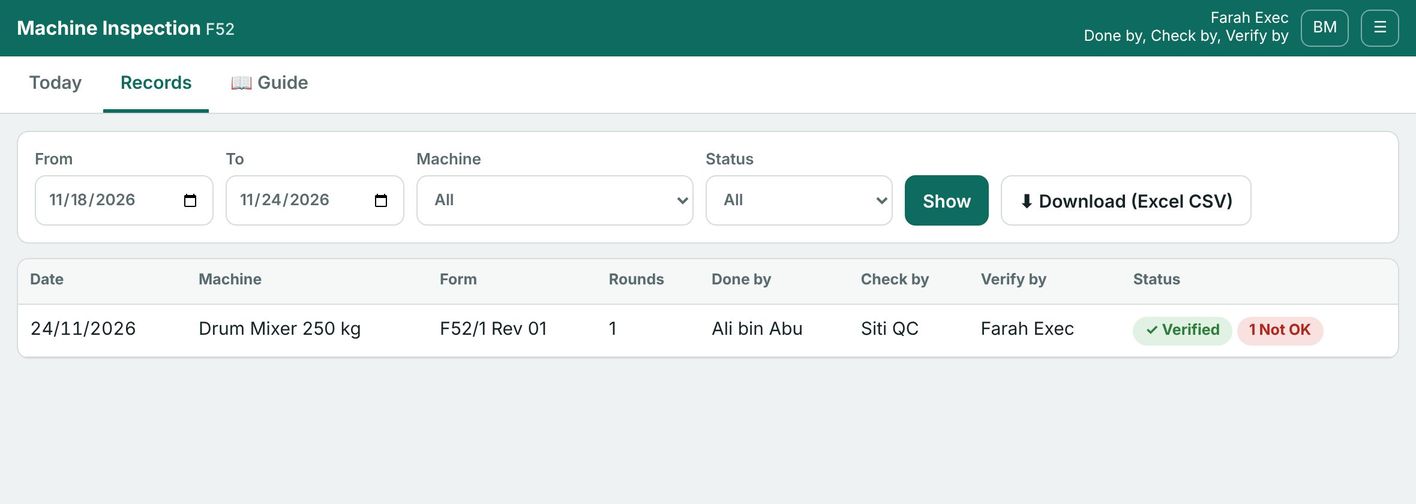 Machine Inspection F52
Farah Exec
Done by, Check by, Verify by
BM
☰
Today
Records
📖 Guide
From
To
Machine
Status
11/18/2026
11/24/2026
All
All
Show
⬇ Download (Excel CSV)
Date Machine Form Rounds Done by Check by Verify by Status
24/11/2026 Drum Mixer 250 kg F52/1 Rev 01 1 Ali bin Abu Siti QC Farah Exec ✓ Verified 1 Not OK